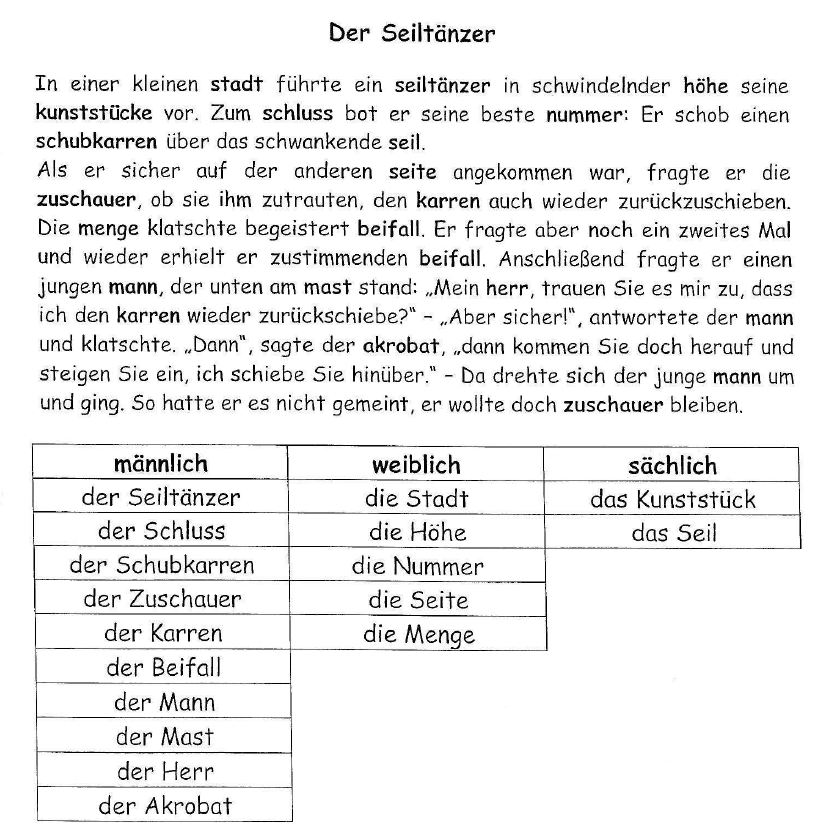 Der Seiltänzer
In einer kleinen stadt führte ein seiltänzer in schwindelnder höhe seine
kunststücke vor. Zum schluss bot er seine beste nummer: Er schob einen
schubkarren über das schwankende seil.
Als er sicher auf der anderen seite angekommen war, fragte er die
zuschauer, ob sie ihm zutrauten, den karren auch wieder zurückzuschieben.
Die menge klatschte begeistert beifall. Er fragte aber noch ein zweites Mal
und wieder erhielt er zustimmenden beifall. Anschließend fragte er einen
jungen mann, der unten am mast stand: „Mein herr, trauen Sie es mir zu, dass
ich den karren wieder zurückschiebe?" – „Aber sicher!", antwortete der mann
und klatschte. „Dann", sagte der akrobat, „dann kommen Sie doch herauf und
steigen Sie ein, ich schiebe Sie hinüber." – Da drehte sich der junge mann um
und ging. So hatte er es nicht gemeint, er wollte doch zuschauer bleiben.
männlich weiblich sächlich
der Seiltänzer die Stadt das Kunststück
der Schluss die Höhe das Seil
der Schubkarren die Nummer
der Zuschauer die Seite
der Karren die Menge
der Beifall
der Mann
der Mast
der Herr
der Akrobat